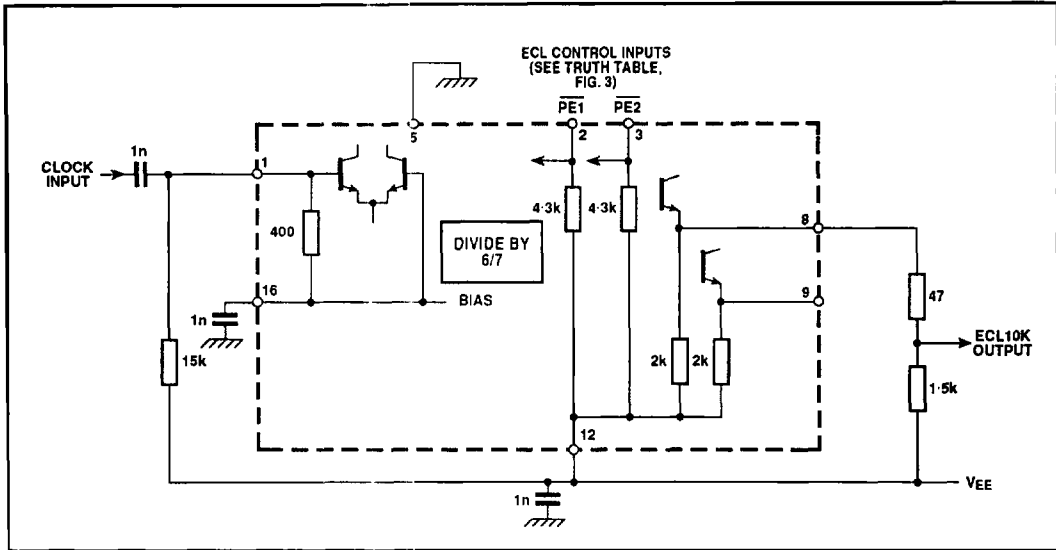 ECL CONTROL INPUTS
(SEE TRUTH TABLE,
FIG. 3)
PE1 PE2
5 2 3
1n
CLOCK
INPUT
1
4·3k 4·3k
400
DIVIDE BY
6/7
8
16
BIAS
9
47
1n
ECL10K
OUTPUT
15k
2k 2k
1·5k
12
1n
VEE